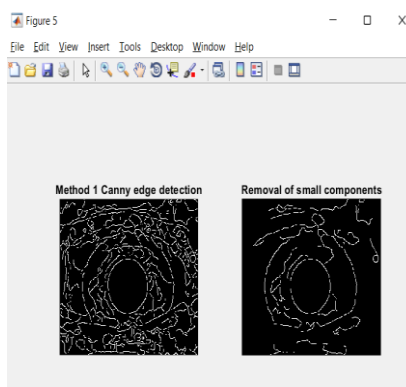 Figure 5
File Edit View Insert Tools Desktop Window Help
Method 1 Canny edge detection
Removal of small components